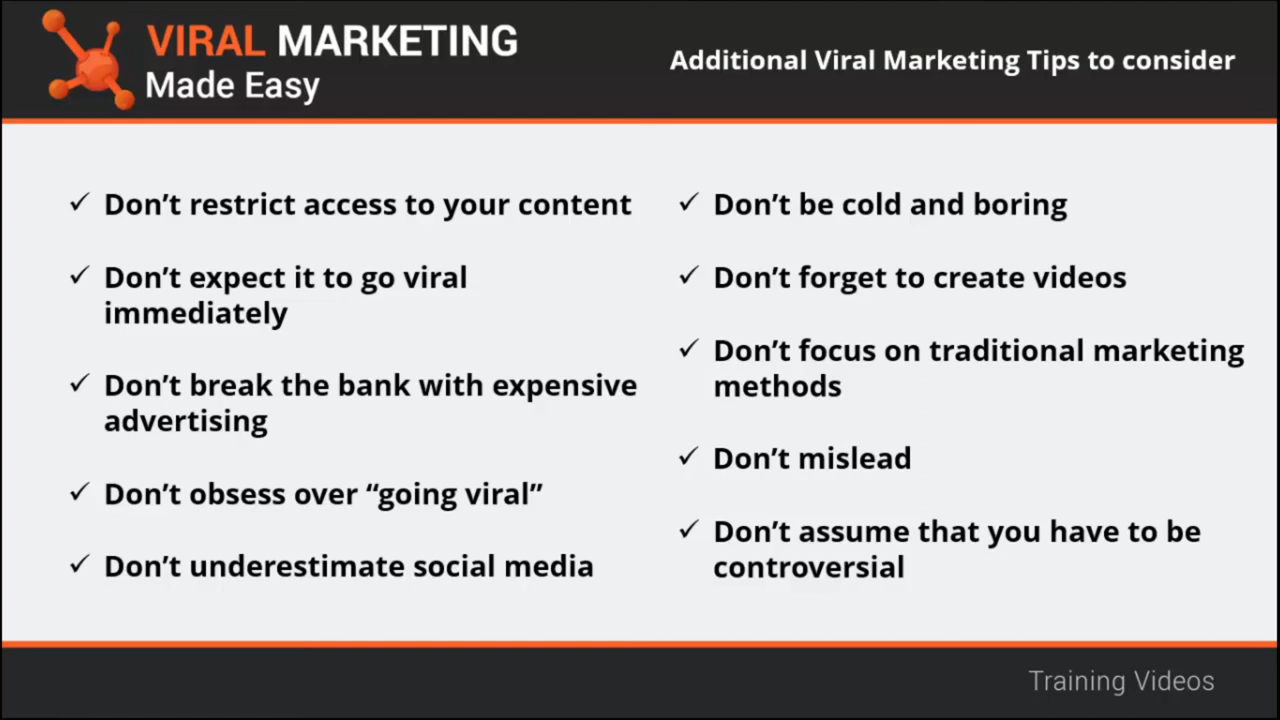 VIRAL MARKETING
Made Easy
Additional Viral Marketing Tips to consider
✓ Don’t restrict access to your content
✓ Don’t expect it to go viral
immediately
✓ Don’t break the bank with expensive
advertising
✓ Don’t obsess over “going viral”
✓ Don’t underestimate social media
✓ Don’t be cold and boring
✓ Don’t forget to create videos
✓ Don’t focus on traditional marketing
methods
✓ Don’t mislead
✓ Don’t assume that you have to be
controversial
Training Videos